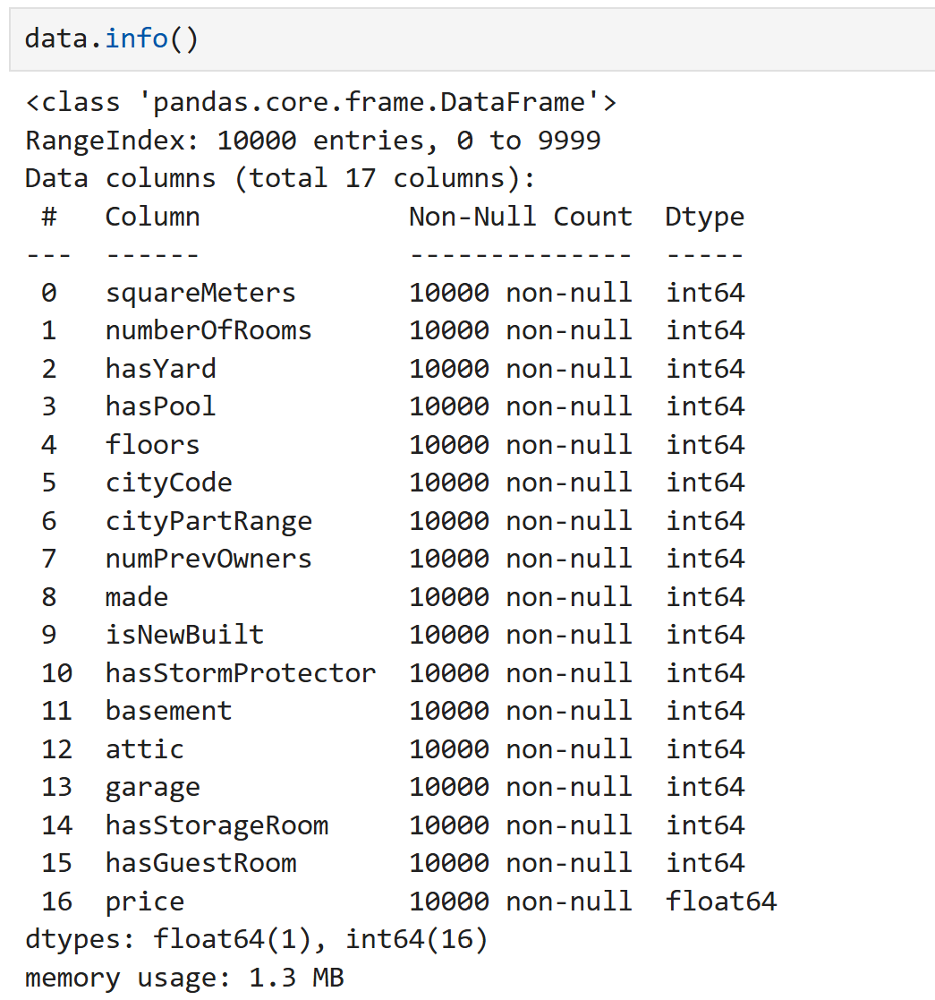 data.info()
<class 'pandas.core.frame.DataFrame'>
RangeIndex: 10000 entries, 0 to 9999
Data columns (total 17 columns):
 #   Column             Non-Null Count  Dtype
---  ------             --------------  -----
 0   squareMeters       10000 non-null  int64
 1   numberOfRooms      10000 non-null  int64
 2   hasYard            10000 non-null  int64
 3   hasPool            10000 non-null  int64
 4   floors             10000 non-null  int64
 5   cityCode           10000 non-null  int64
 6   cityPartRange      10000 non-null  int64
 7   numPrevOwners      10000 non-null  int64
 8   made               10000 non-null  int64
 9   isNewBuilt         10000 non-null  int64
 10  hasStormProtector  10000 non-null  int64
 11  basement           10000 non-null  int64
 12  attic              10000 non-null  int64
 13  garage             10000 non-null  int64
 14  hasStorageRoom     10000 non-null  int64
 15  hasGuestRoom       10000 non-null  int64
 16  price              10000 non-null  float64
dtypes: float64(1), int64(16)
memory usage: 1.3 MB